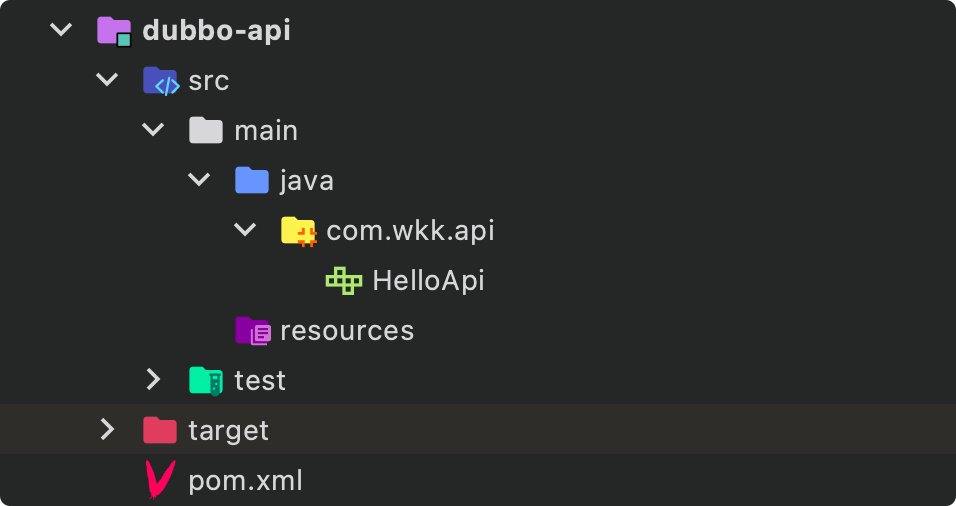 dubbo-api
src
main
java
com.wkk.api
HelloApi
resources
test
target
pom.xml